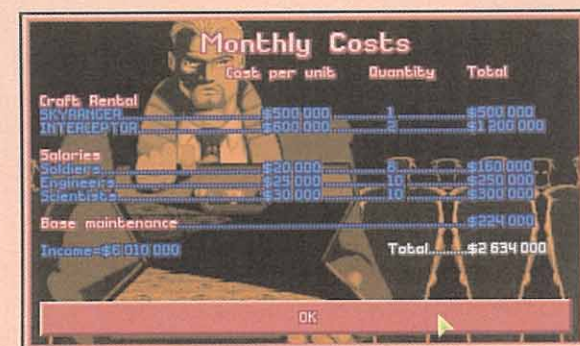 Monthly Costs
Cost per unit Quantity Total
Craft Rental
SKYRANGER $500 000 1 $500 000
INTERCEPTOR $600 000 2 $1 200 000
Salaries
Soldiers $20 000 8 $160 000
Engineers $25 000 10 $250 000
Scientists $30 000 10 $300 000
Base maintenance $224 000
Income=$6 010 000 Total $2 634 000
OK